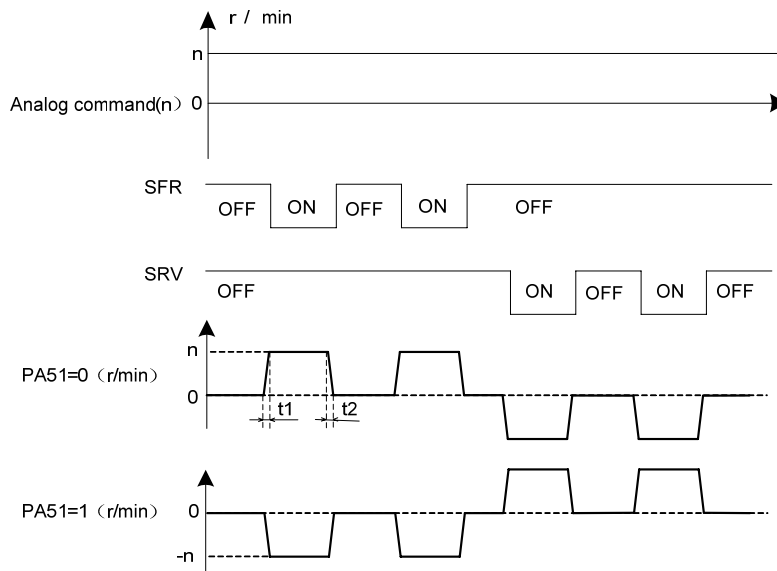 r / min
n
Analog command(n) 0
SFR
OFF ON OFF ON OFF
SRV
OFF ON OFF ON OFF
n
PA51=0（r/min）
0
t1 t2
PA51=1（r/min） 0
-n